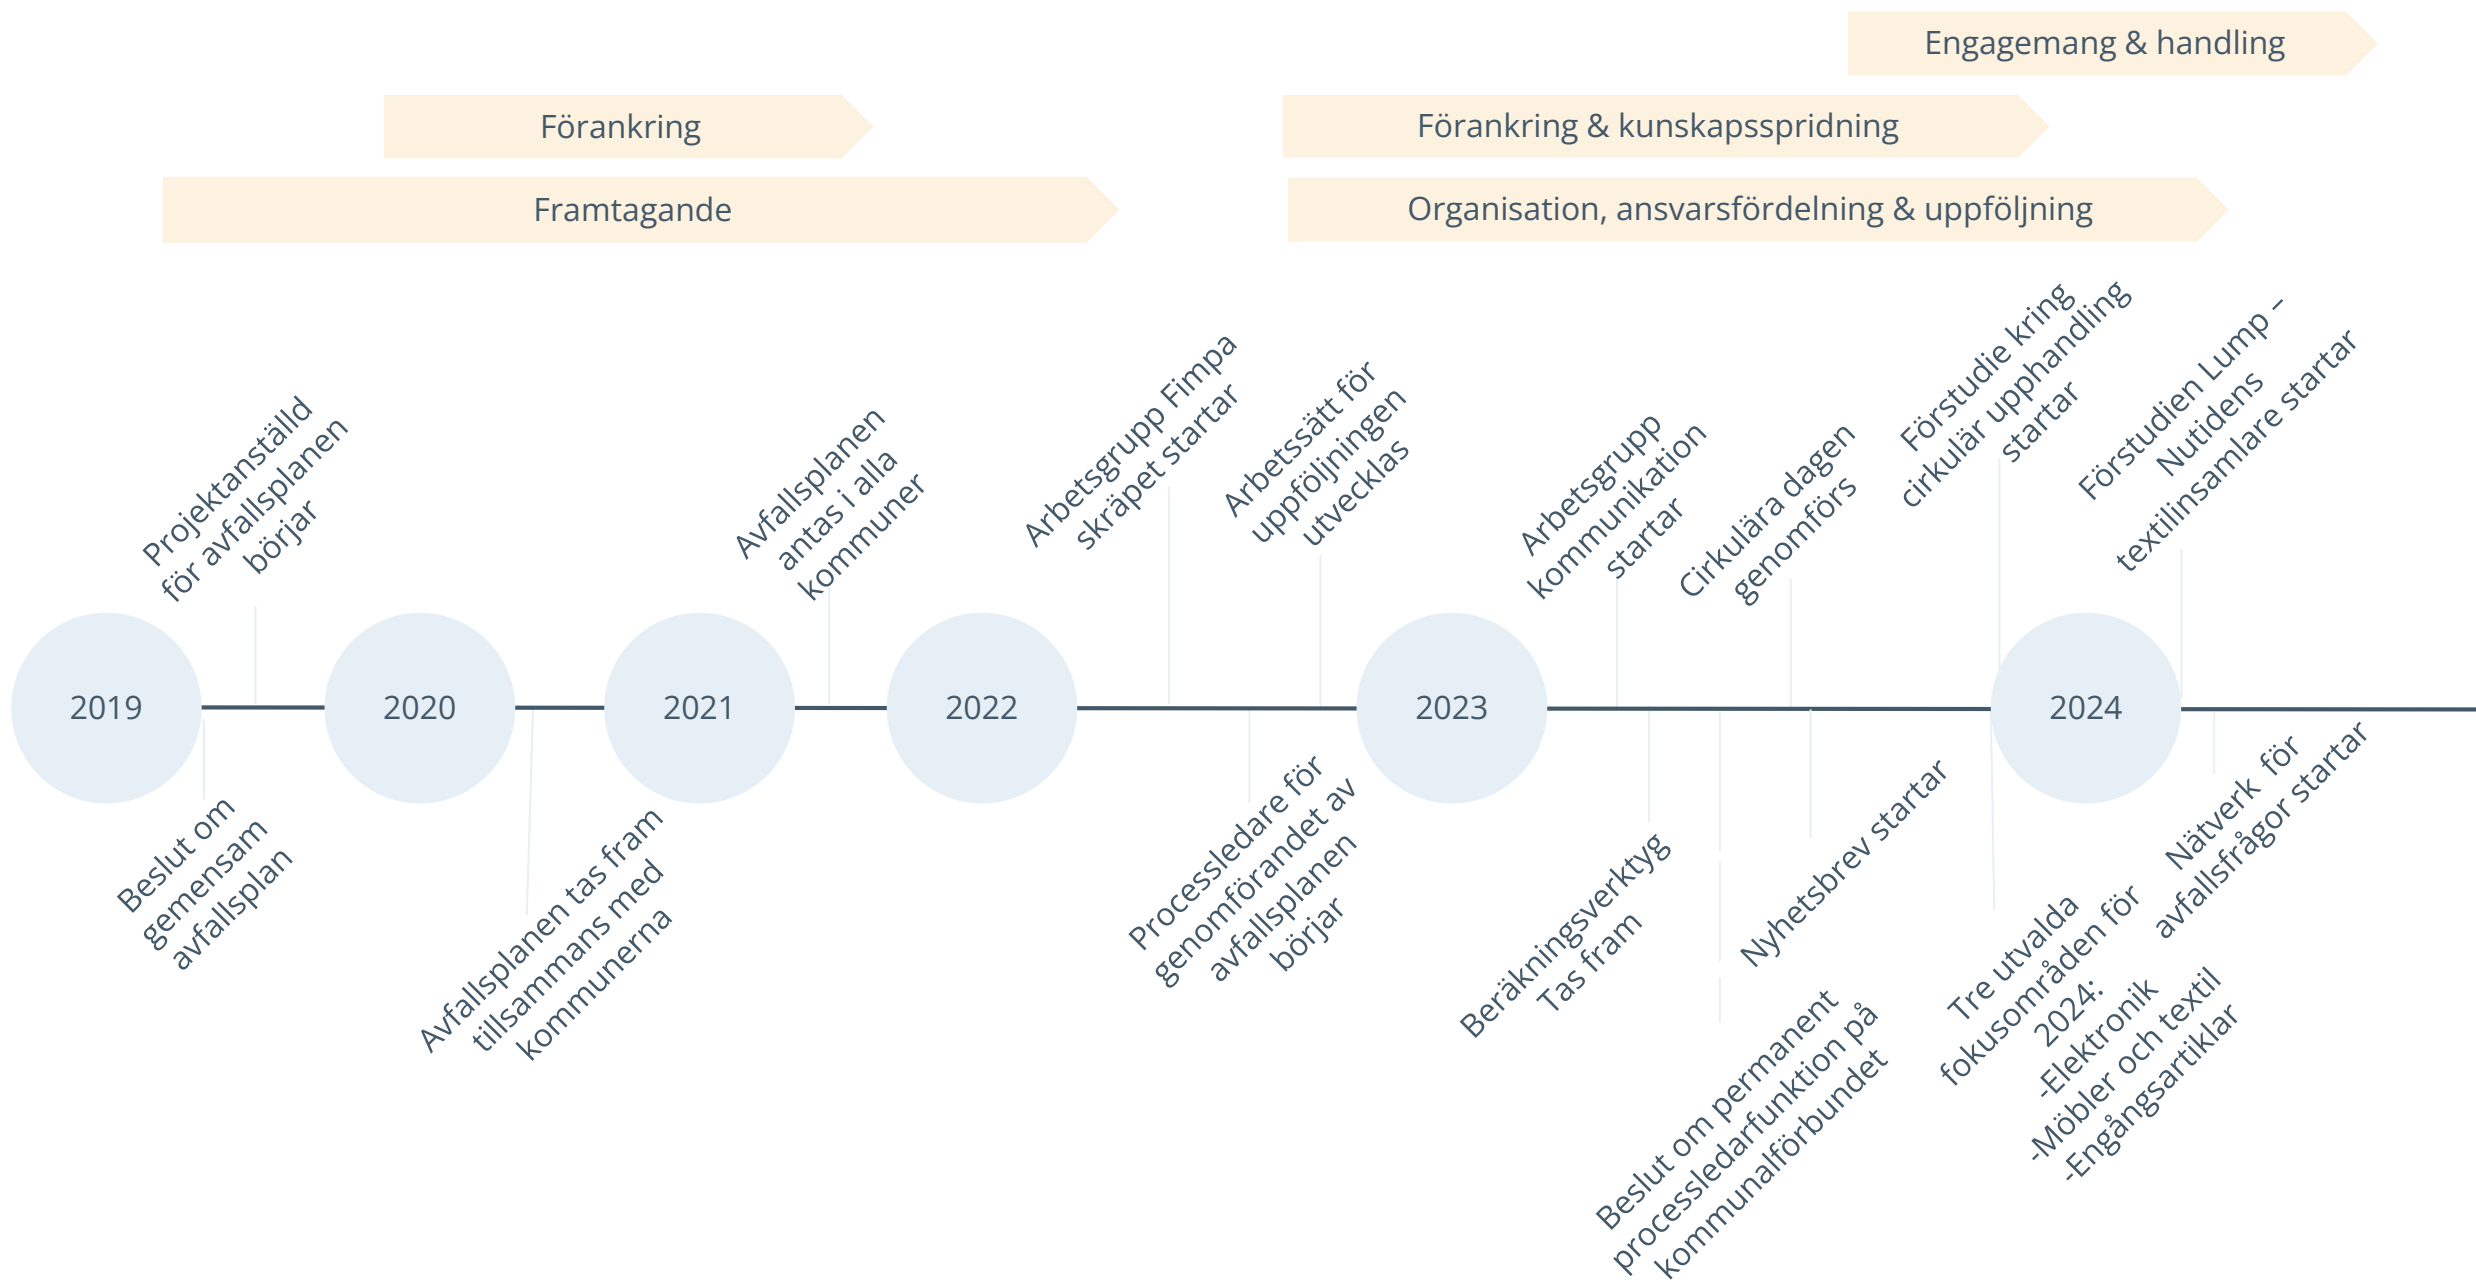 Engagemang & handling
Förankring
Förankring & kunskapsspridning
Framtagande
Organisation, ansvarsfördelning & uppföljning
Projektanställd
för avfallsplanen
börjar
Avfallsplanen
antas i alla
kommuner
Arbetsgrupp Fimpa
skräpet startar
Arbetssätt för
uppföljningen
utvecklas
Arbetsgrupp
kommunikation
startar
Cirkulära dagen
genomförs
Förstudie kring
cirkulär upphandling
startar
Förstudien Lump –
Nutidens
textilinsamlare startar
2019
2020
2021
2022
2023
2024
Beslut om
gemensam
avfallsplan
Avfallsplanen tas fram
tillsammans med
kommunerna
Processledare för
genomförandet av
avfallsplanen
börjar
Beräkningsverktyg
Tas fram
Beslut om permanent
processledarfunktion på
kommunalförbundet
Nyhetsbrev startar
Tre utvalda
fokusområden för
2024:
-Elektronik
-Möbler och textil
-Engångsartiklar
Nätverk för
avfallsfrågor startar